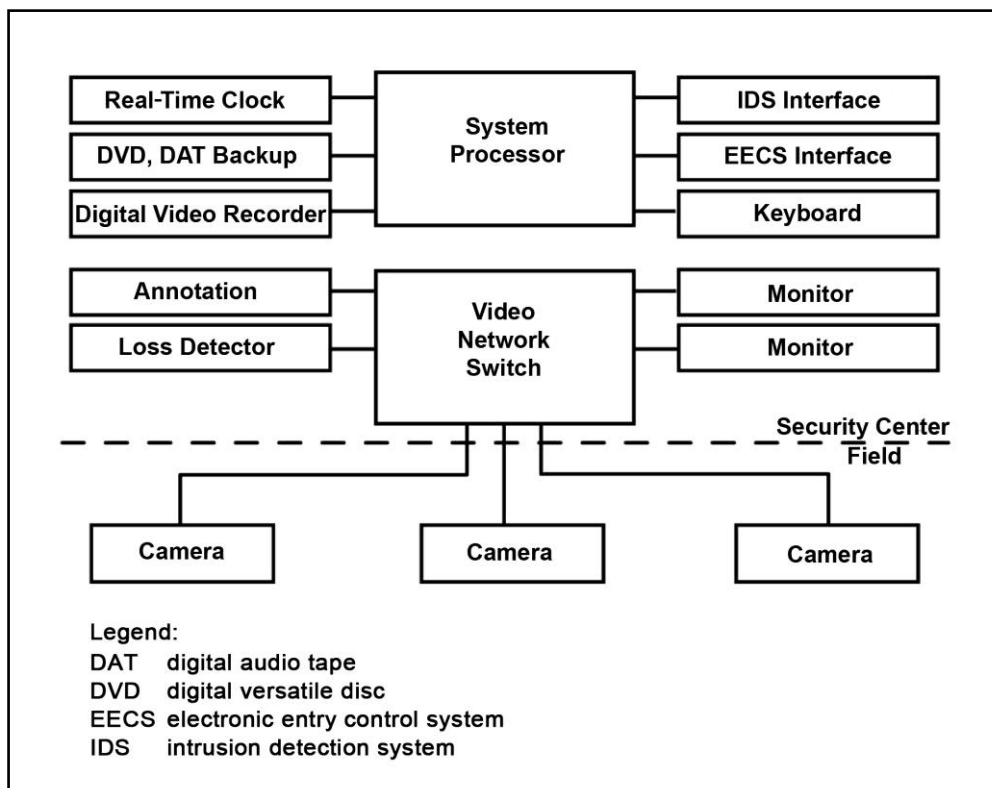 Real-Time Clock
DVD, DAT Backup
Digital Video Recorder
System
Processor
IDS Interface
EECS Interface
Keyboard
Annotation
Loss Detector
Video
Network
Switch
Monitor
Monitor
Security Center
Field
Camera
Camera
Camera
Legend:
DAT digital audio tape
DVD digital versatile disc
EECS electronic entry control system
IDS intrusion detection system